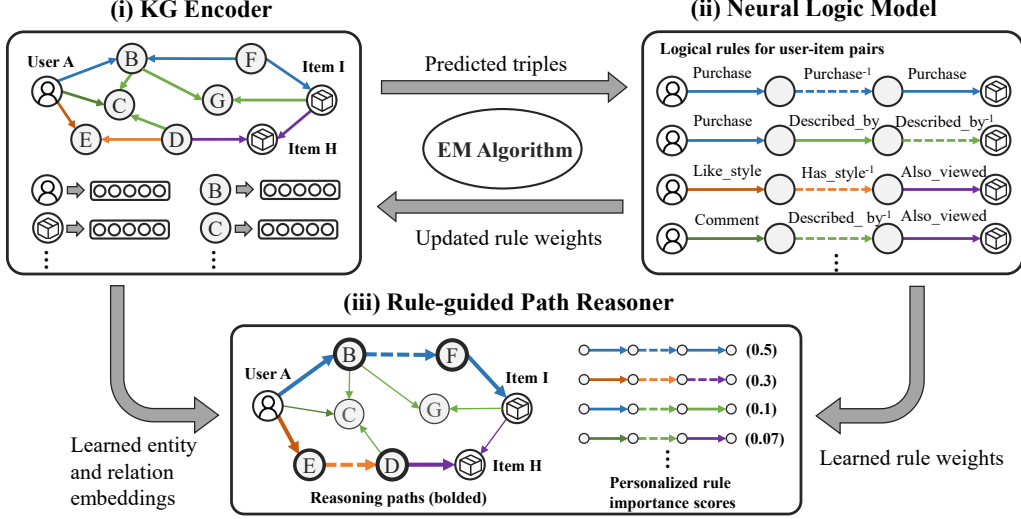 (i) KG Encoder
User A
B
F
Item I
C
G
E
D
Item H
B
C
Predicted triples
EM Algorithm
Updated rule weights
(ii) Neural Logic Model
Logical rules for user-item pairs
Purchase Purchase⁻¹ Purchase
Purchase Described_by Described_by⁻¹
Like_style Has_style⁻¹ Also_viewed
Comment Described_by⁻¹ Also_viewed
(iii) Rule-guided Path Reasoner
User A
B
F
Item I
C
G
E
D
Item H
Reasoning paths (bolded)
(0.5)
(0.3)
(0.1)
(0.07)
Personalized rule
importance scores
Learned entity
and relation
embeddings
Learned rule weights